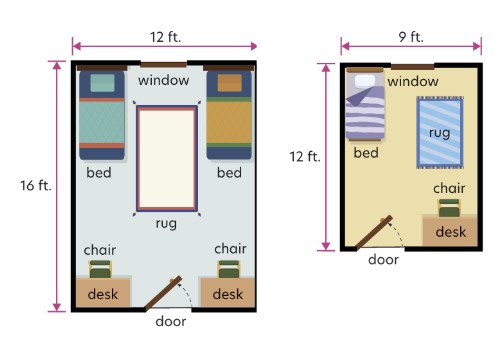 12 ft.
16 ft.
window
bed
bed
rug
chair
chair
desk
desk
door
9 ft.
12 ft.
window
rug
bed
chair
desk
door